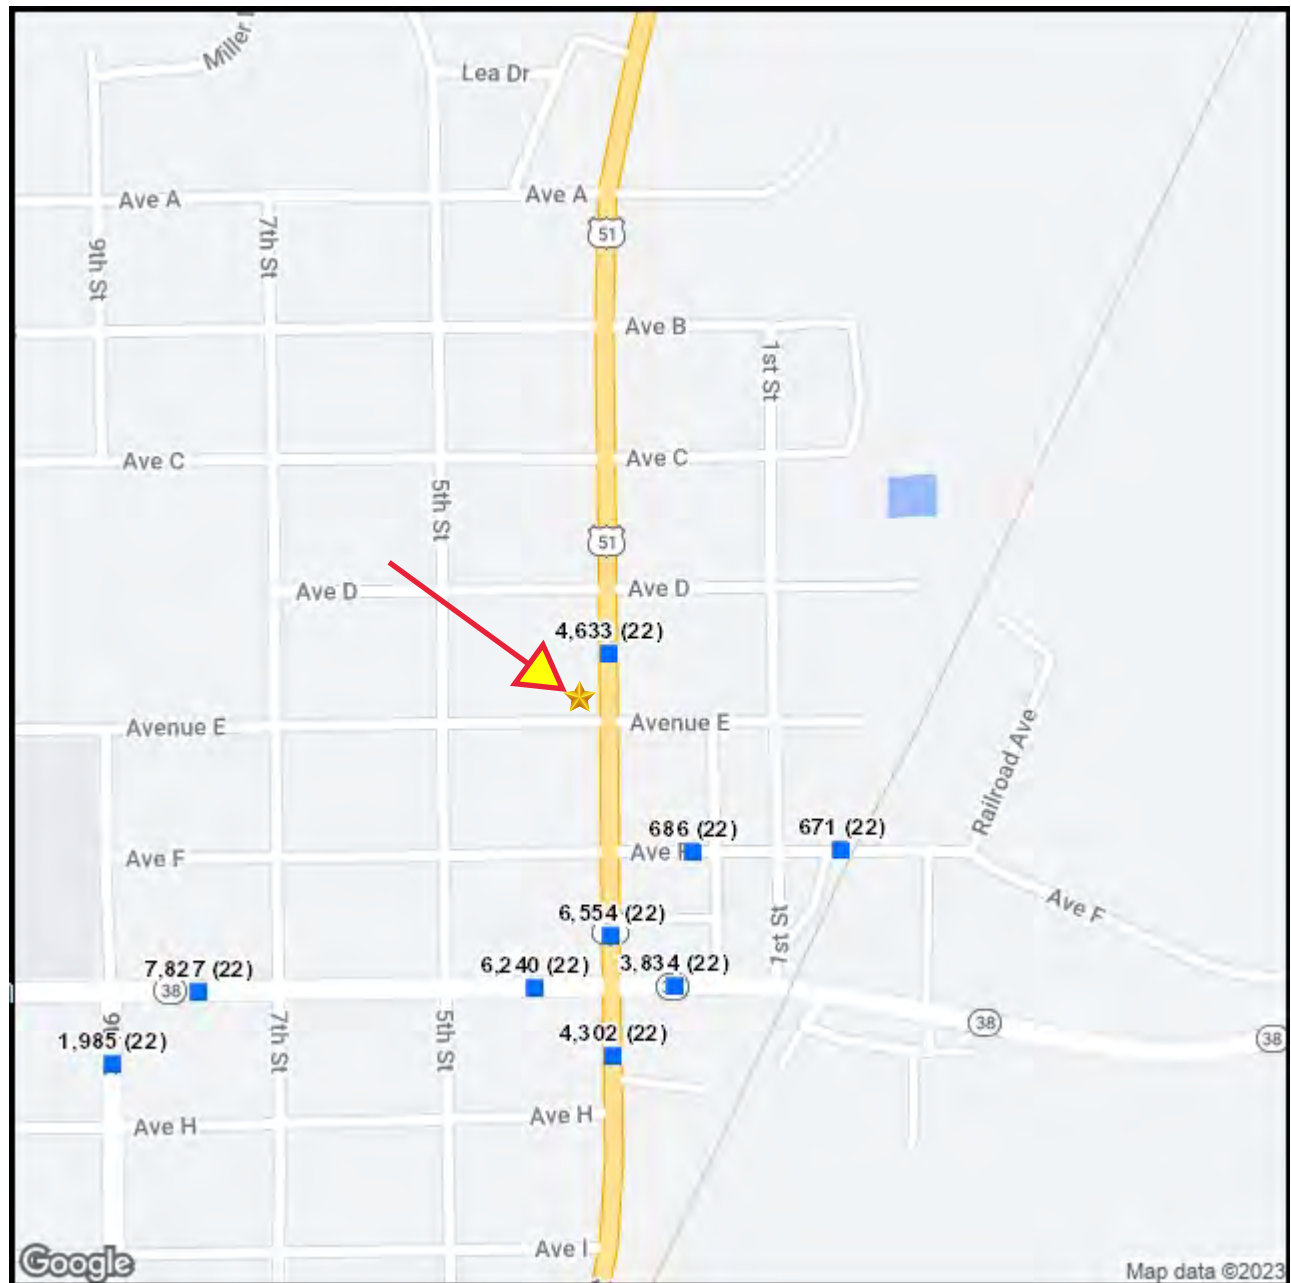 Miller
Lea Dr
Ave A
Ave A
9th St
7th St
51
Ave B
1st St
Ave C
Ave C
5th St
51
Ave D
Ave D
4,633 (22)
Avenue E
Avenue E
Railroad Ave
686 (22)
671 (22)
Ave F
Ave
Ave F
6,554 (22)
1st St
7,827 (22)
6,240 (22)
3,834 (22)
38
38
38
1,985 (22)
7th St
5th St
4,302 (22)
Ave H
Ave H
Ave I
Google
Map data ©2023